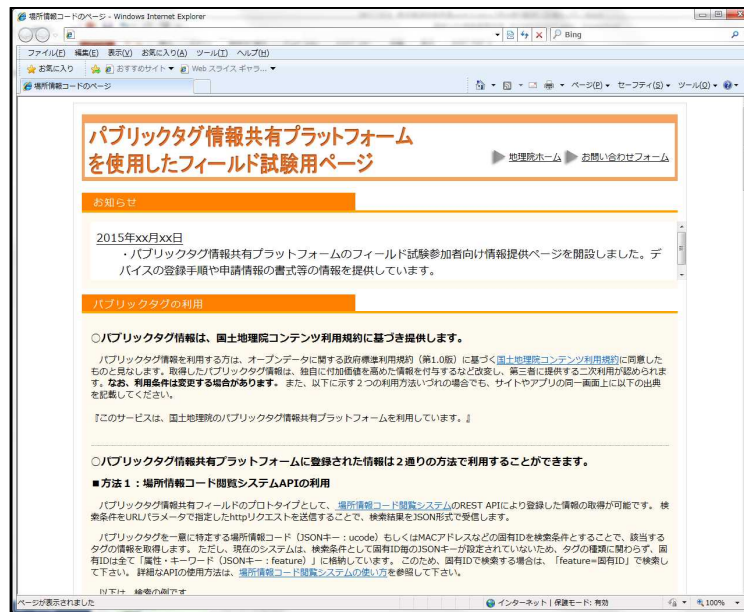 場所情報コードのページ - Windows Internet Explorer
Bing
ファイル(F) 編集(E) 表示(V) お気に入り(A) ツール(T) ヘルプ(H)
お気に入り おすすめサイト ▼ Web スライス ギャラ... ▼
場所情報コードのページ
ページ(P) ▼ セーフティ(S) ▼ ツール(O) ▼
パブリックタグ情報共有プラットフォーム
を使用したフィールド試験用ページ
地理院ホーム お問い合わせフォーム
お知らせ
2015年xx月xx日
・パブリックタグ情報共有プラットフォームのフィールド試験参加者向け情報提供ページを開設しました。デ
バイスの登録手順や申請情報の書式等の情報を提供しています。
パブリックタグの利用
○パブリックタグ情報は、国土地理院コンテンツ利用規約に基づき提供します。
パブリックタグ情報を利用する方は、オープンデータに関する政府標準利用規約（第1.0版）に基づく国土地理院コンテンツ利用規約に同意した
ものと見なします。取得したパブリックタグ情報は、独自に付加価値を高めた情報を付与するなど改変し、第三者に提供する二次利用が認められま
す。なお、利用条件は変更する場合があります。また、以下に示す２つの利用方法いづれの場合でも、サイトやアプリの同一画面上に以下の出典
を記載してください。
『このサービスは、国土地理院のパブリックタグ情報共有プラットフォームを利用しています。』
○パブリックタグ情報共有プラットフォームに登録された情報は２通りの方法で利用することができます。
■方法１：場所情報コード閲覧システムAPIの利用
パブリックタグ情報共有フィールドのプロトタイプとして、 場所情報コード閲覧システムのREST APIにより登録した情報の取得が可能です。 検
索条件をURLパラメータで指定したhttpリクエストを送信することで、検索結果をJSON形式で受信します。
パブリックタグを一意に特定する場所情報コード（JSONキー：ucode）もしくはMACアドレスなどの固有IDを検索条件とすることで、該当する
タグの情報を取得します。 ただし、現在のシステムは、検索条件として固有ID毎のJSONキーが設定されていないため、タグの種類に関わらず、固
有IDは全て「属性・キーワード（JSONキー：feature）」に格納しています。 このため、固有IDで検索する場合は、「feature=固有ID」で検索し
て下さい。 詳細なAPIの使用方法は、場所情報コード閲覧システムの使い方を参照して下さい。
以下は、検索の例です
ページが表示されました インターネット | 保護モード: 有効 100%